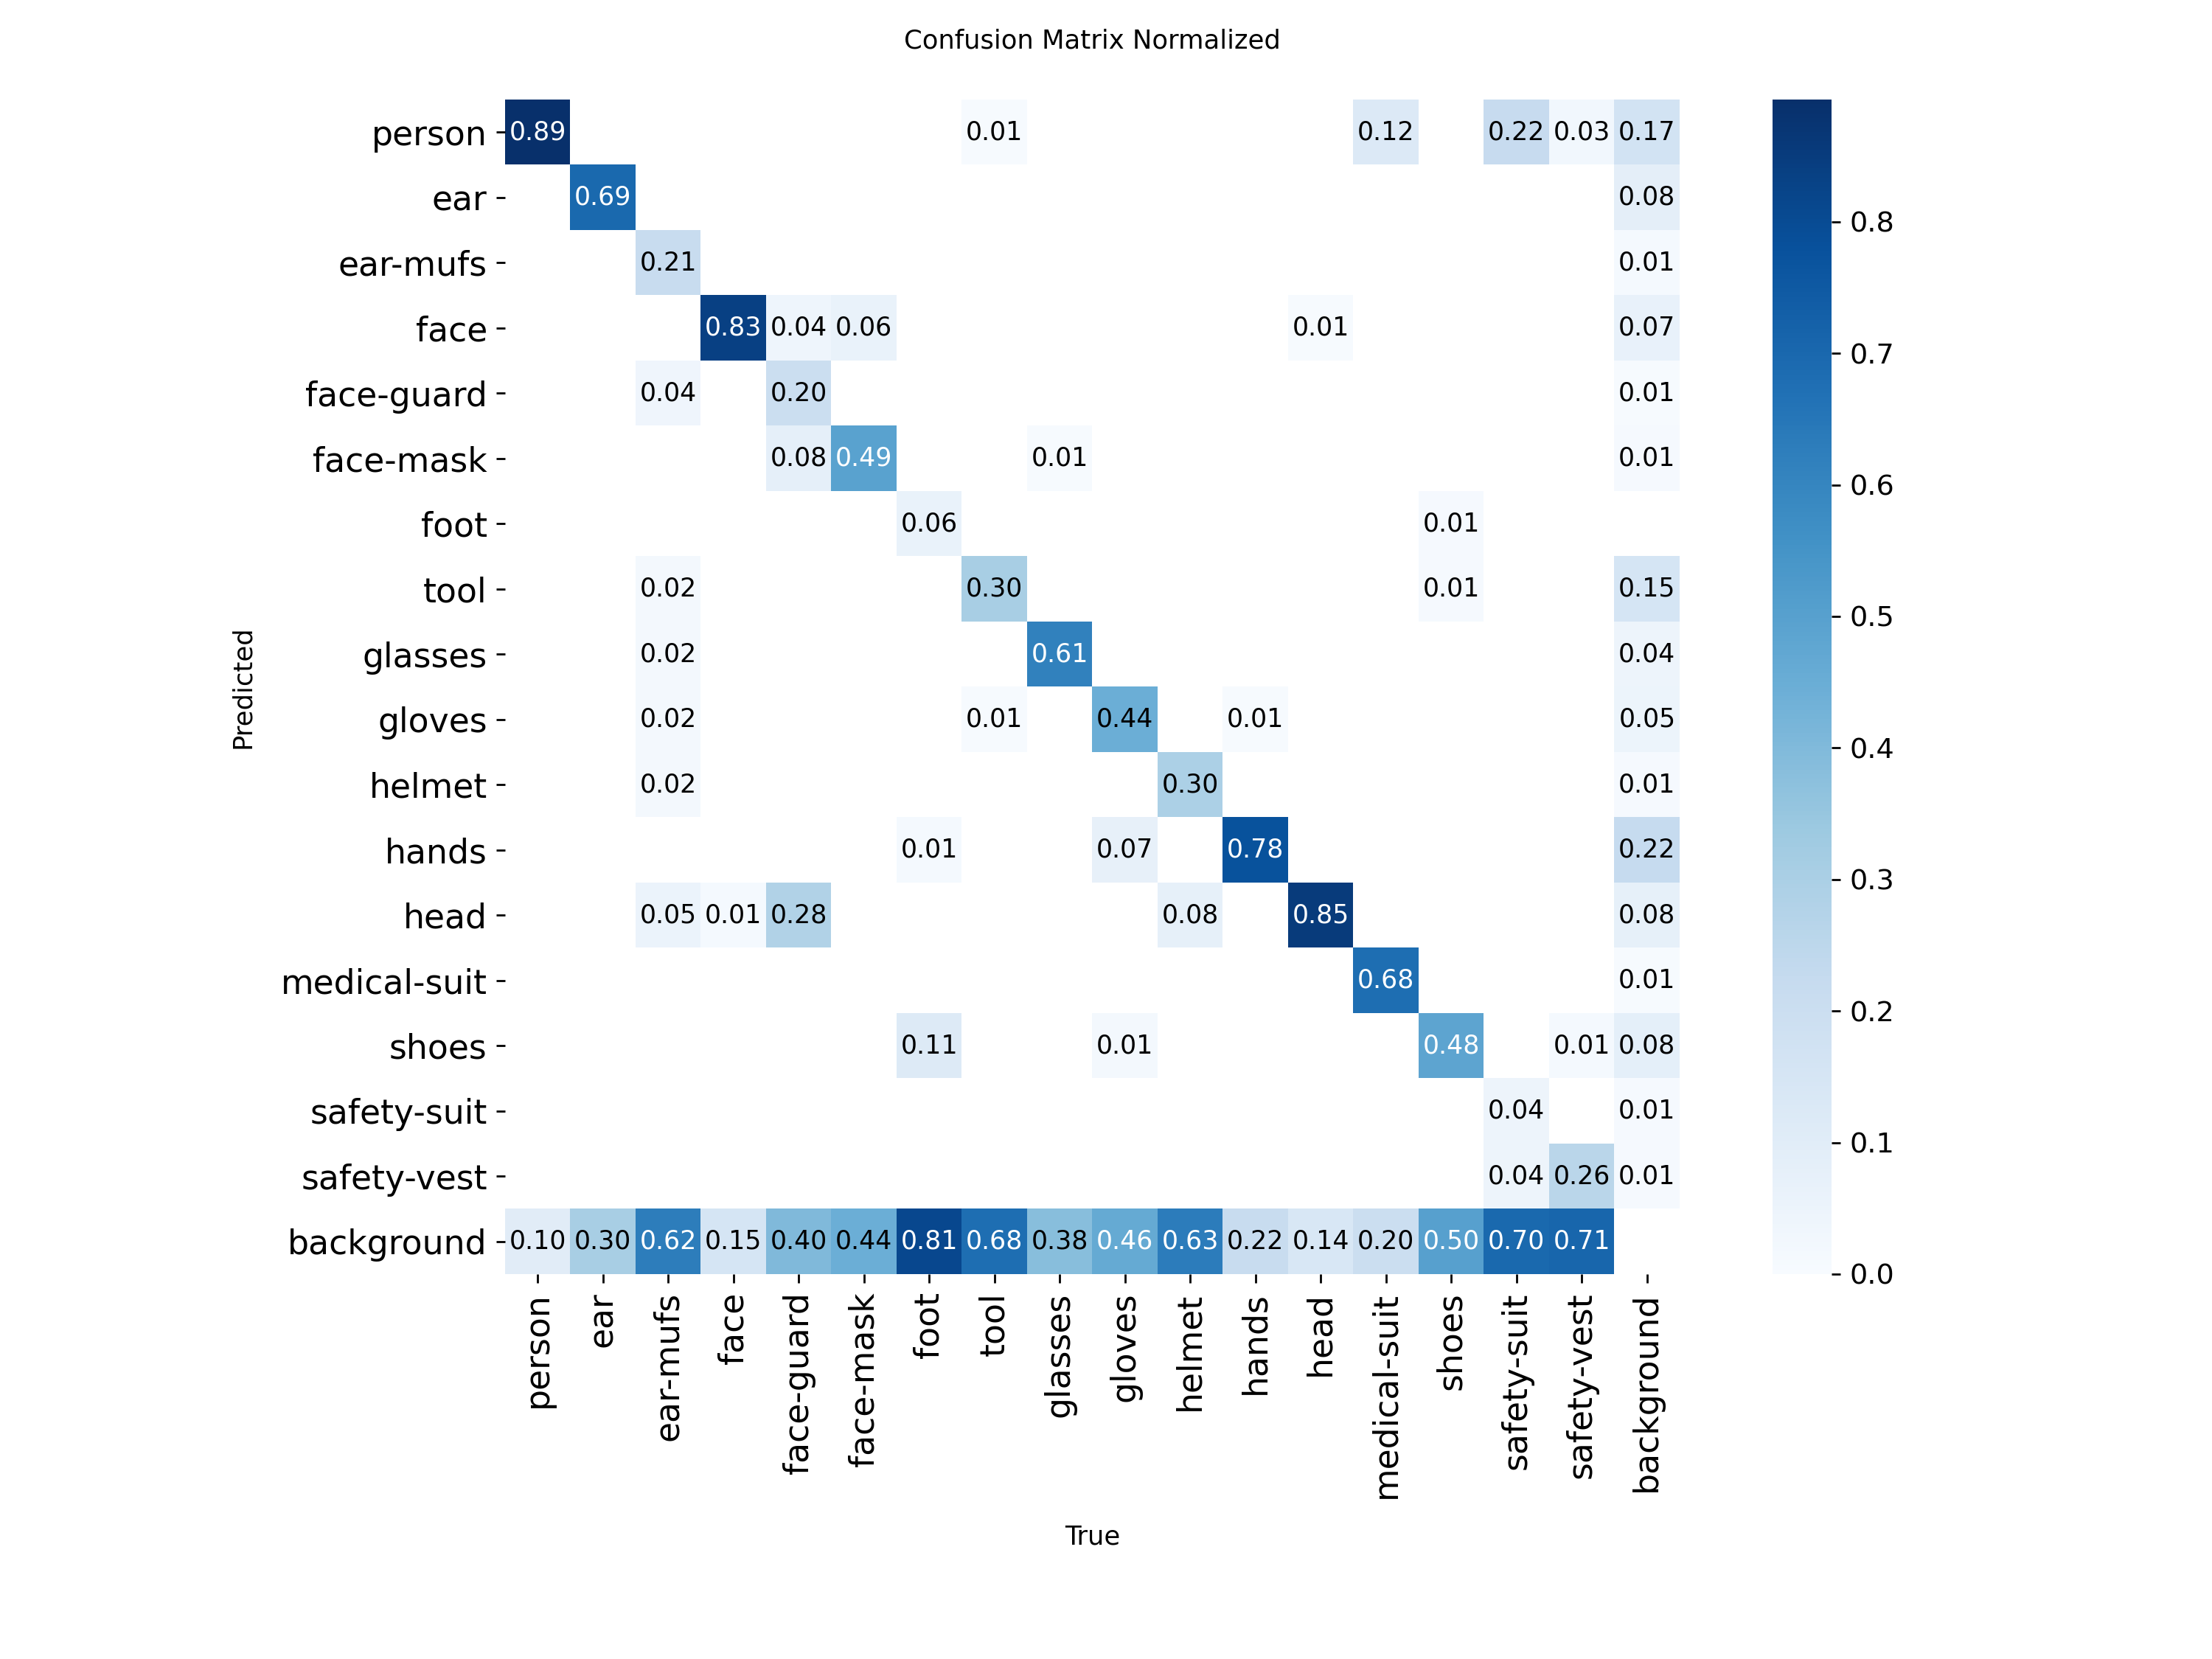 Confusion Matrix Normalized
person 0.89 0.01 0.12 0.22 0.03 0.17
ear 0.69 0.08
ear-mufs 0.21 0.01
face 0.83 0.04 0.06 0.01 0.07
face-guard 0.04 0.20 0.01
face-mask 0.08 0.49 0.01 0.01
foot 0.06 0.01
tool 0.02 0.30 0.01 0.15
glasses 0.02 0.61 0.04
gloves 0.02 0.01 0.44 0.01 0.05
helmet 0.02 0.30 0.01
hands 0.01 0.07 0.78 0.22
head 0.05 0.01 0.28 0.08 0.85 0.08
medical-suit 0.68 0.01
shoes 0.11 0.01 0.48 0.01 0.08
safety-suit 0.04 0.01
safety-vest 0.04 0.26 0.01
background 0.10 0.30 0.62 0.15 0.40 0.44 0.81 0.68 0.38 0.46 0.63 0.22 0.14 0.20 0.50 0.70 0.71
person ear ear-mufs face face-guard face-mask foot tool glasses gloves helmet hands head medical-suit shoes safety-suit safety-vest background
Predicted
True
0.8
0.7
0.6
0.5
0.4
0.3
0.2
0.1
0.0